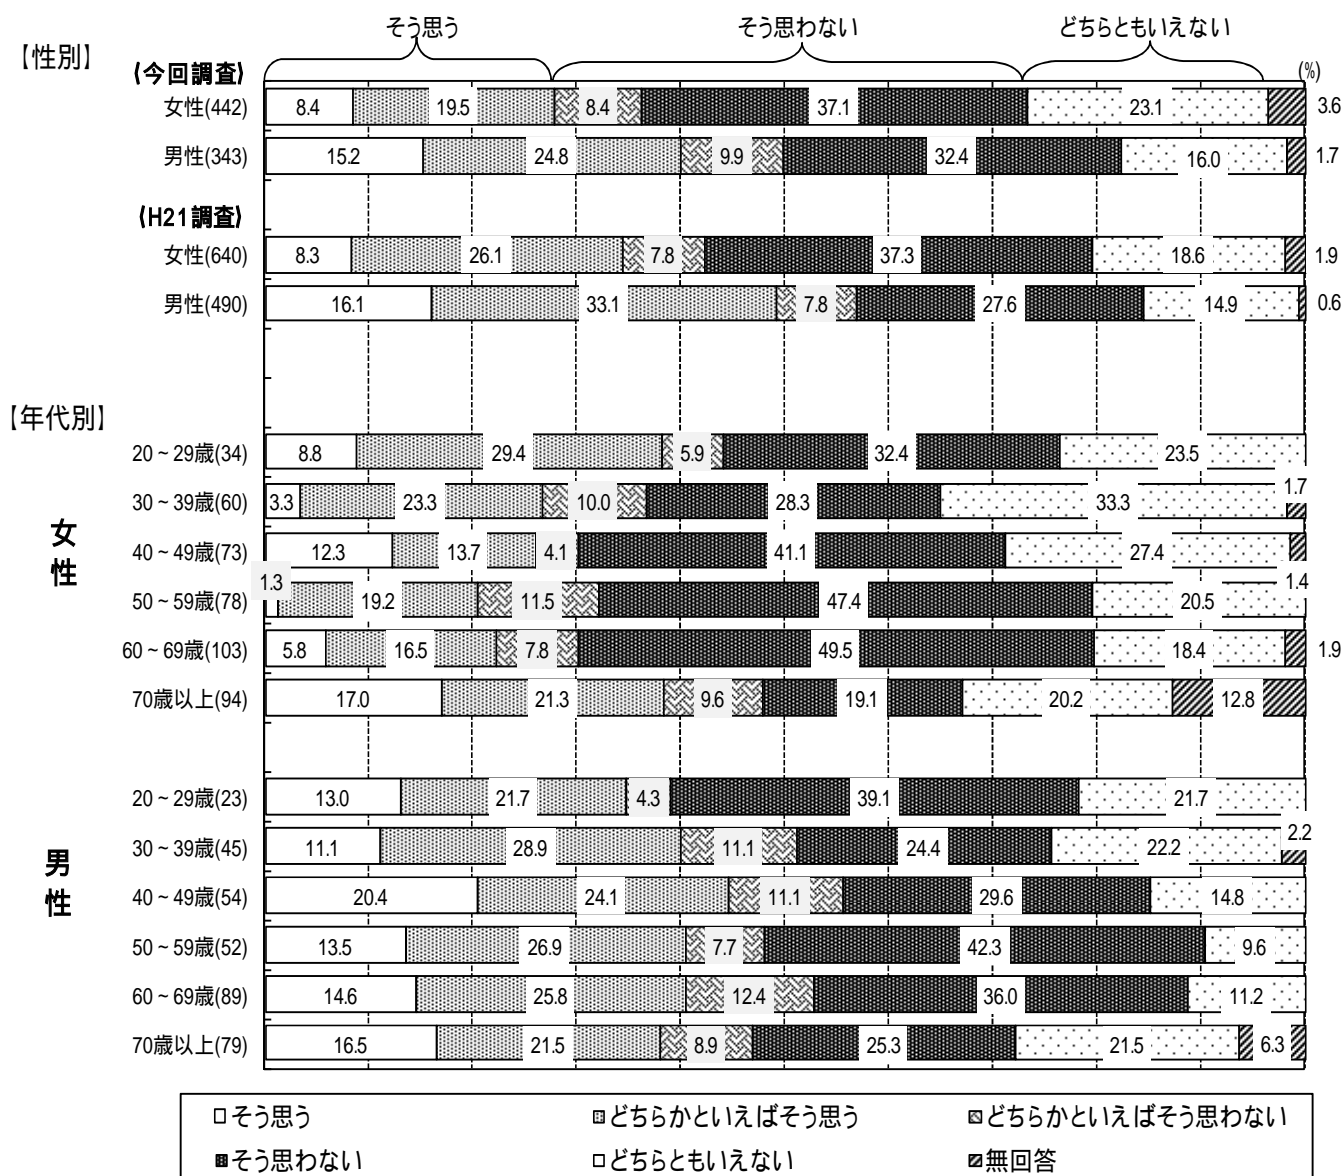 そう思う そう思わない どちらともいえない
【性別】
(今回調査) (%)
女性(442) 8.4 19.5 8.4 37.1 23.1 3.6
男性(343) 15.2 24.8 9.9 32.4 16.0 1.7
(H21調査)
女性(640) 8.3 26.1 7.8 37.3 18.6 1.9
男性(490) 16.1 33.1 7.8 27.6 14.9 0.6
【年代別】
女性
20~29歳(34) 8.8 29.4 5.9 32.4 23.5
30~39歳(60) 3.3 23.3 10.0 28.3 33.3 1.7
40~49歳(73) 12.3 13.7 4.1 41.1 27.4 1.4
50~59歳(78) 1.3 19.2 11.5 47.4 20.5
60~69歳(103) 5.8 16.5 7.8 49.5 18.4 1.9
70歳以上(94) 17.0 21.3 9.6 19.1 20.2 12.8
男性
20~29歳(23) 13.0 21.7 4.3 39.1 21.7
30~39歳(45) 11.1 28.9 11.1 24.4 22.2 2.2
40~49歳(54) 20.4 24.1 11.1 29.6 14.8
50~59歳(52) 13.5 26.9 7.7 42.3 9.6
60~69歳(89) 14.6 25.8 12.4 36.0 11.2
70歳以上(79) 16.5 21.5 8.9 25.3 21.5 6.3
そう思う どちらかといえばそう思う どちらかといえばそう思わない
そう思わない どちらともいえない 無回答